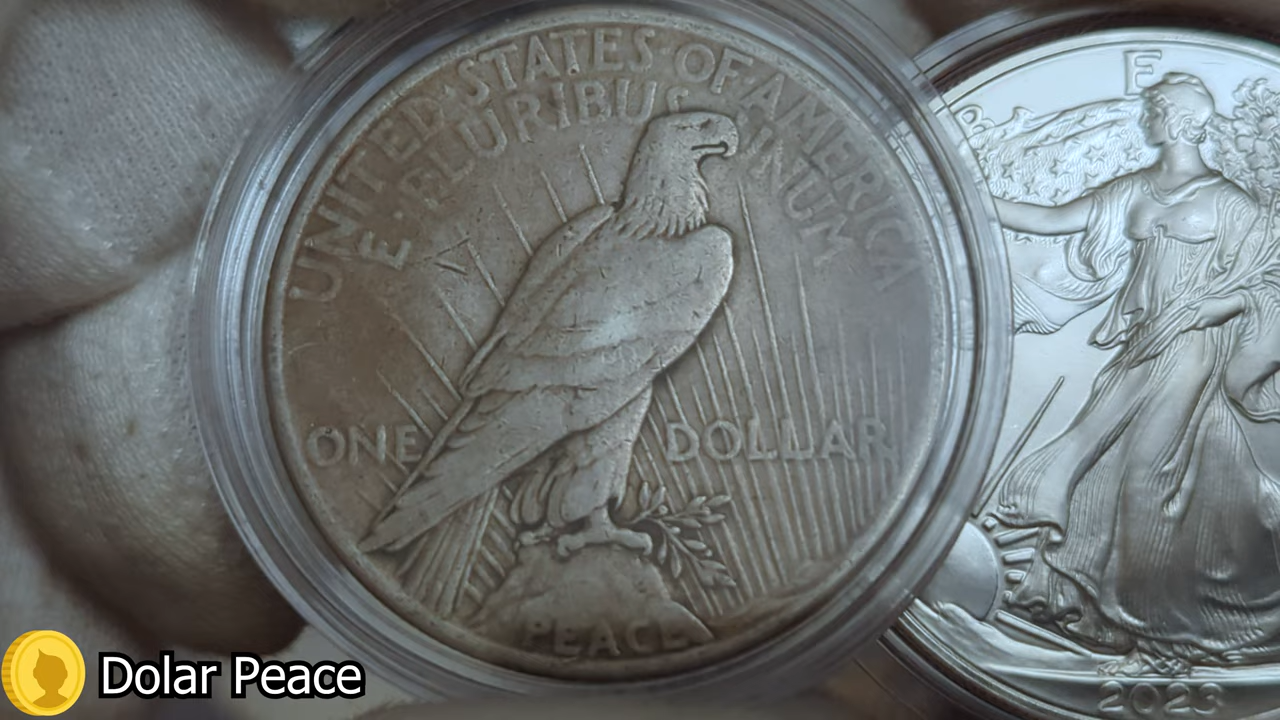 UNITED·STATES·OF·AMERICA
E·PLURIBUS UNUM
ONE DOLLAR
PEACE
E
2023
Dolar Peace